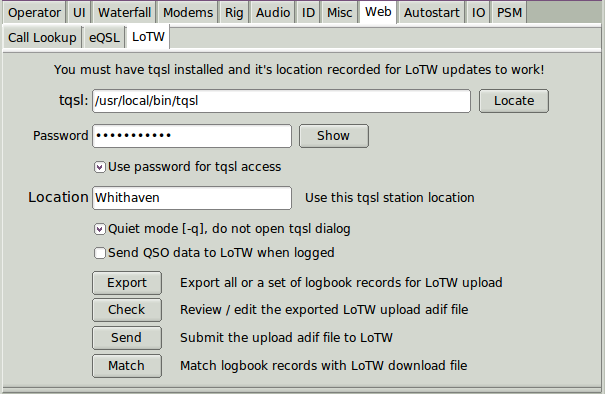 Operator UI Waterfall Modems Rig Audio ID Misc Web Autostart IO PSM
Call Lookup eQSL LoTW
You must have tqsl installed and it's location recorded for LoTW updates to work!
tqsl: /usr/local/bin/tqsl Locate
Password ••••••••••• Show
Use password for tqsl access
Location Whithaven Use this tqsl station location
Quiet mode [-q], do not open tqsl dialog
Send QSO data to LoTW when logged
Export Export all or a set of logbook records for LoTW upload
Check Review / edit the exported LoTW upload adif file
Send Submit the upload adif file to LoTW
Match Match logbook records with LoTW download file